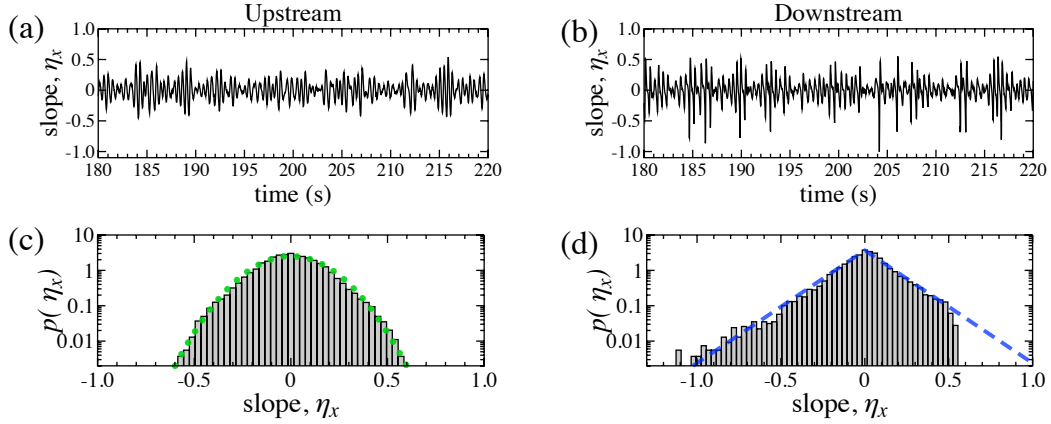 Upstream
Downstream
(a)
(b)
slope, ηx
1.0
0.5
0
-0.5
-1.0
180 185 190 195 200 205 210 215 220
time (s)
slope, ηx
1.0
0.5
0
-0.5
-1.0
180 185 190 195 200 205 210 215 220
time (s)
(c)
(d)
p(ηx)
10
1
0.1
0.01
-1.0 -0.5 0 0.5 1.0
slope, ηx
p(ηx)
10
1
0.1
0.01
-1.0 -0.5 0 0.5 1.0
slope, ηx